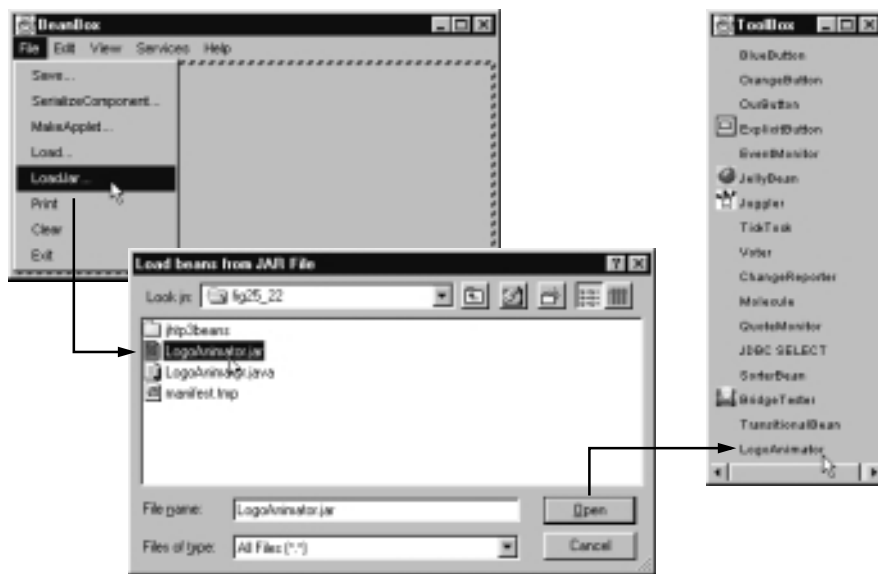 BeanBox
File Edit View Services Help
Save...
SerializeComponent...
MakeApplet...
Load...
LoadJar...
Print
Clear
Exit
Load beans from JAR File
Look in: fig25_22
jhtp3beans
LogoAnimator.jar
LogoAnimator.java
manifest.tmp
File name: LogoAnimator.jar
Open
Files of type: All Files (*.*)
Cancel
ToolBox
BlueButton
OrangeButton
OurButton
ExplicitButton
EventMonitor
JellyBean
Juggler
TickTock
Voter
ChangeReporter
Molecule
QuoteMonitor
JDBC SELECT
SorterBean
BridgeTester
TransitionalBean
LogoAnimator